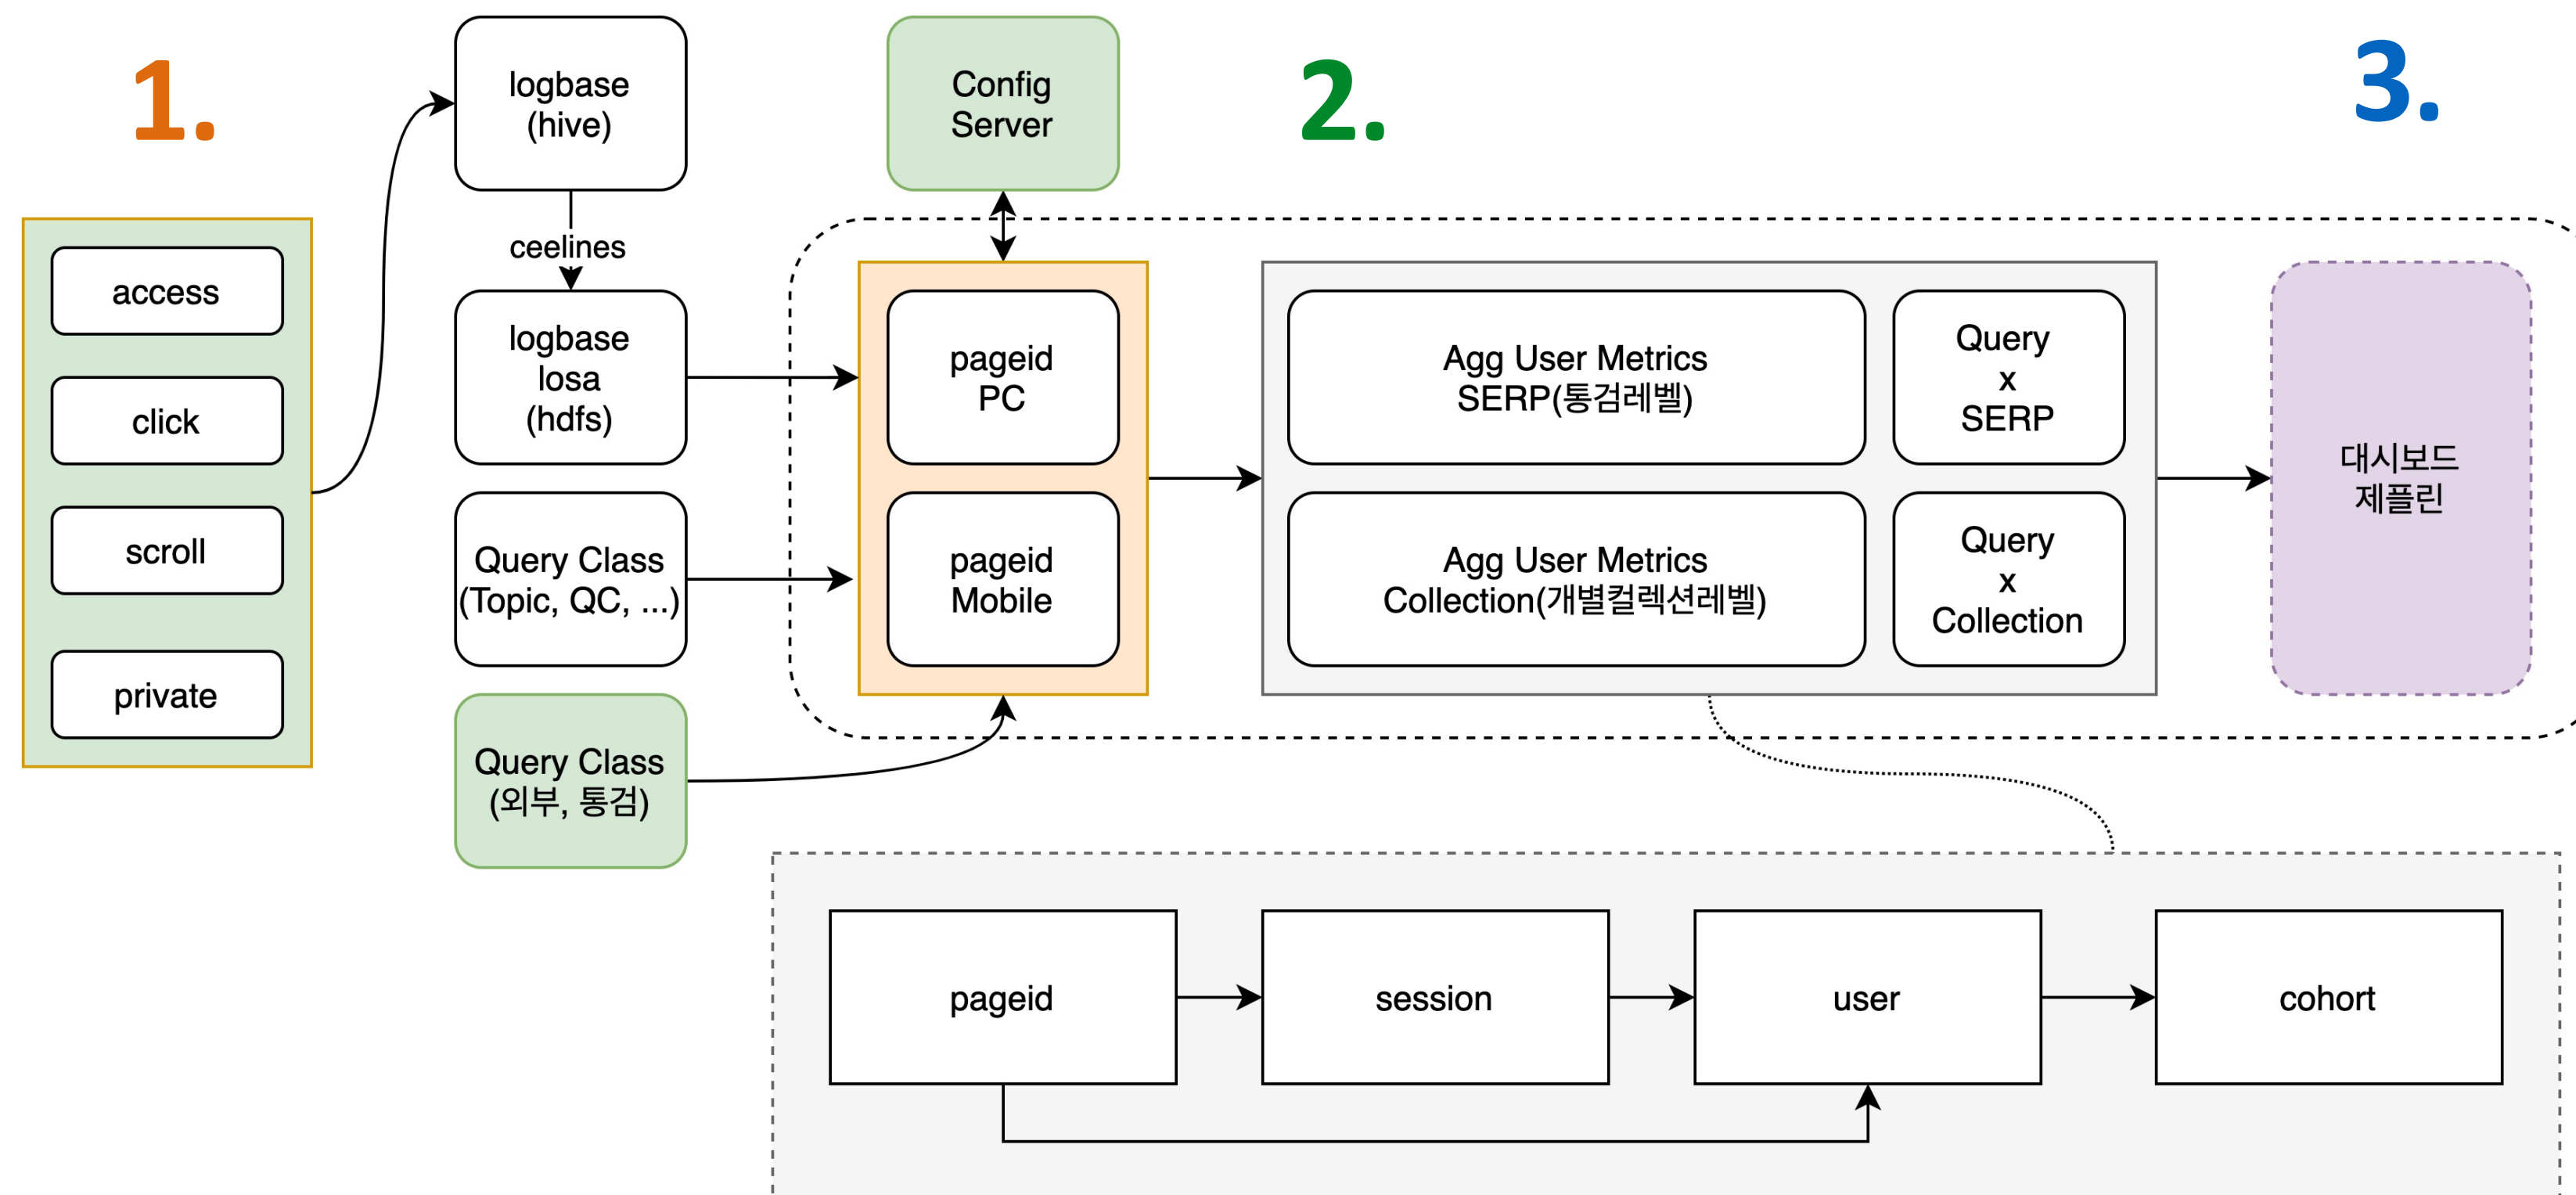 1.
access
click
scroll
private
logbase
(hive)
ceelines
logbase
losa
(hdfs)
Query Class
(Topic, QC, ...)
Query Class
(외부, 통검)
Config
Server
2.
pageid
PC
pageid
Mobile
Agg User Metrics
SERP(통검레벨)
Query
x
SERP
Agg User Metrics
Collection(개별컬렉션레벨)
Query
x
Collection
3.
대시보드
제플린
pageid
session
user
cohort